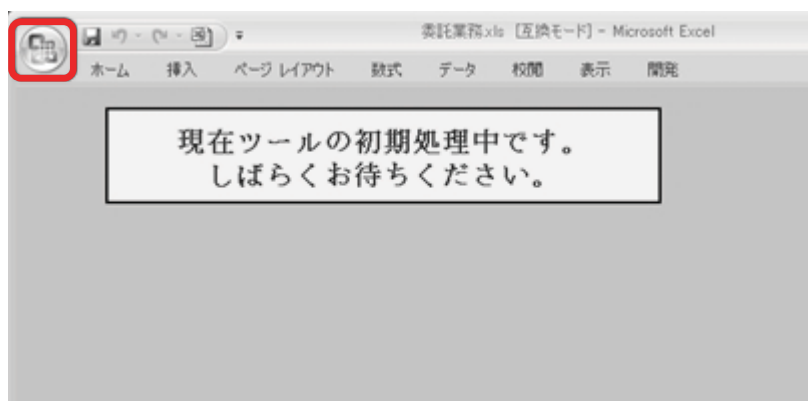 委託業務.xls [互換モード] - Microsoft Excel
ホーム 挿入 ページ レイアウト 数式 データ 校閲 表示 開発
現在ツールの初期処理中です。
しばらくお待ちください。